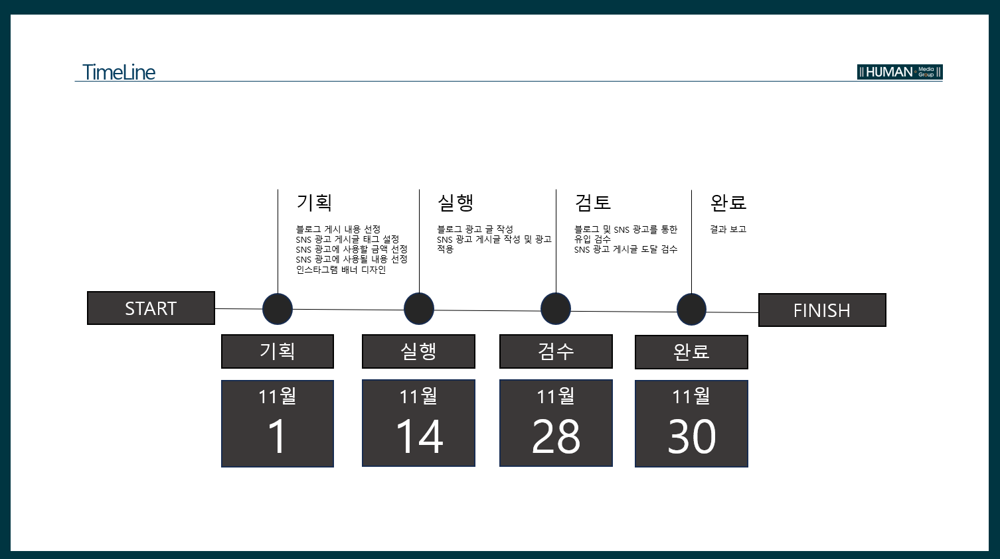 TimeLine
HUMAN Media Group
기획
블로그 게시 내용 선정
SNS 광고 게시글 태그 설정
SNS 광고에 사용할 금액 선정
SNS 광고에 사용될 내용 선정
인스타그램 배너 디자인
실행
블로그 광고 글 작성
SNS 광고 게시글 작성 및 광고
적용
검토
블로그 및 SNS 광고를 통한
유입 검수
SNS 광고 게시글 도달 검수
완료
결과 보고
START
FINISH
기획
실행
검수
완료
11월
1
11월
14
11월
28
11월
30